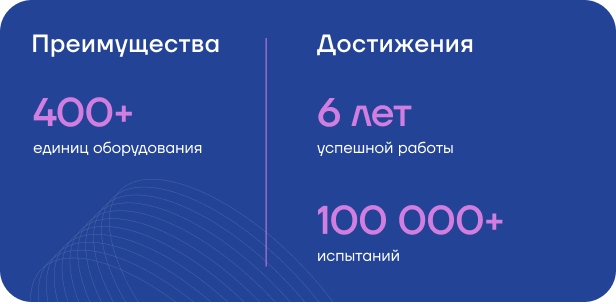 Преимущества
400+
единиц оборудования
Достижения
6 лет
успешной работы
100 000+
испытаний